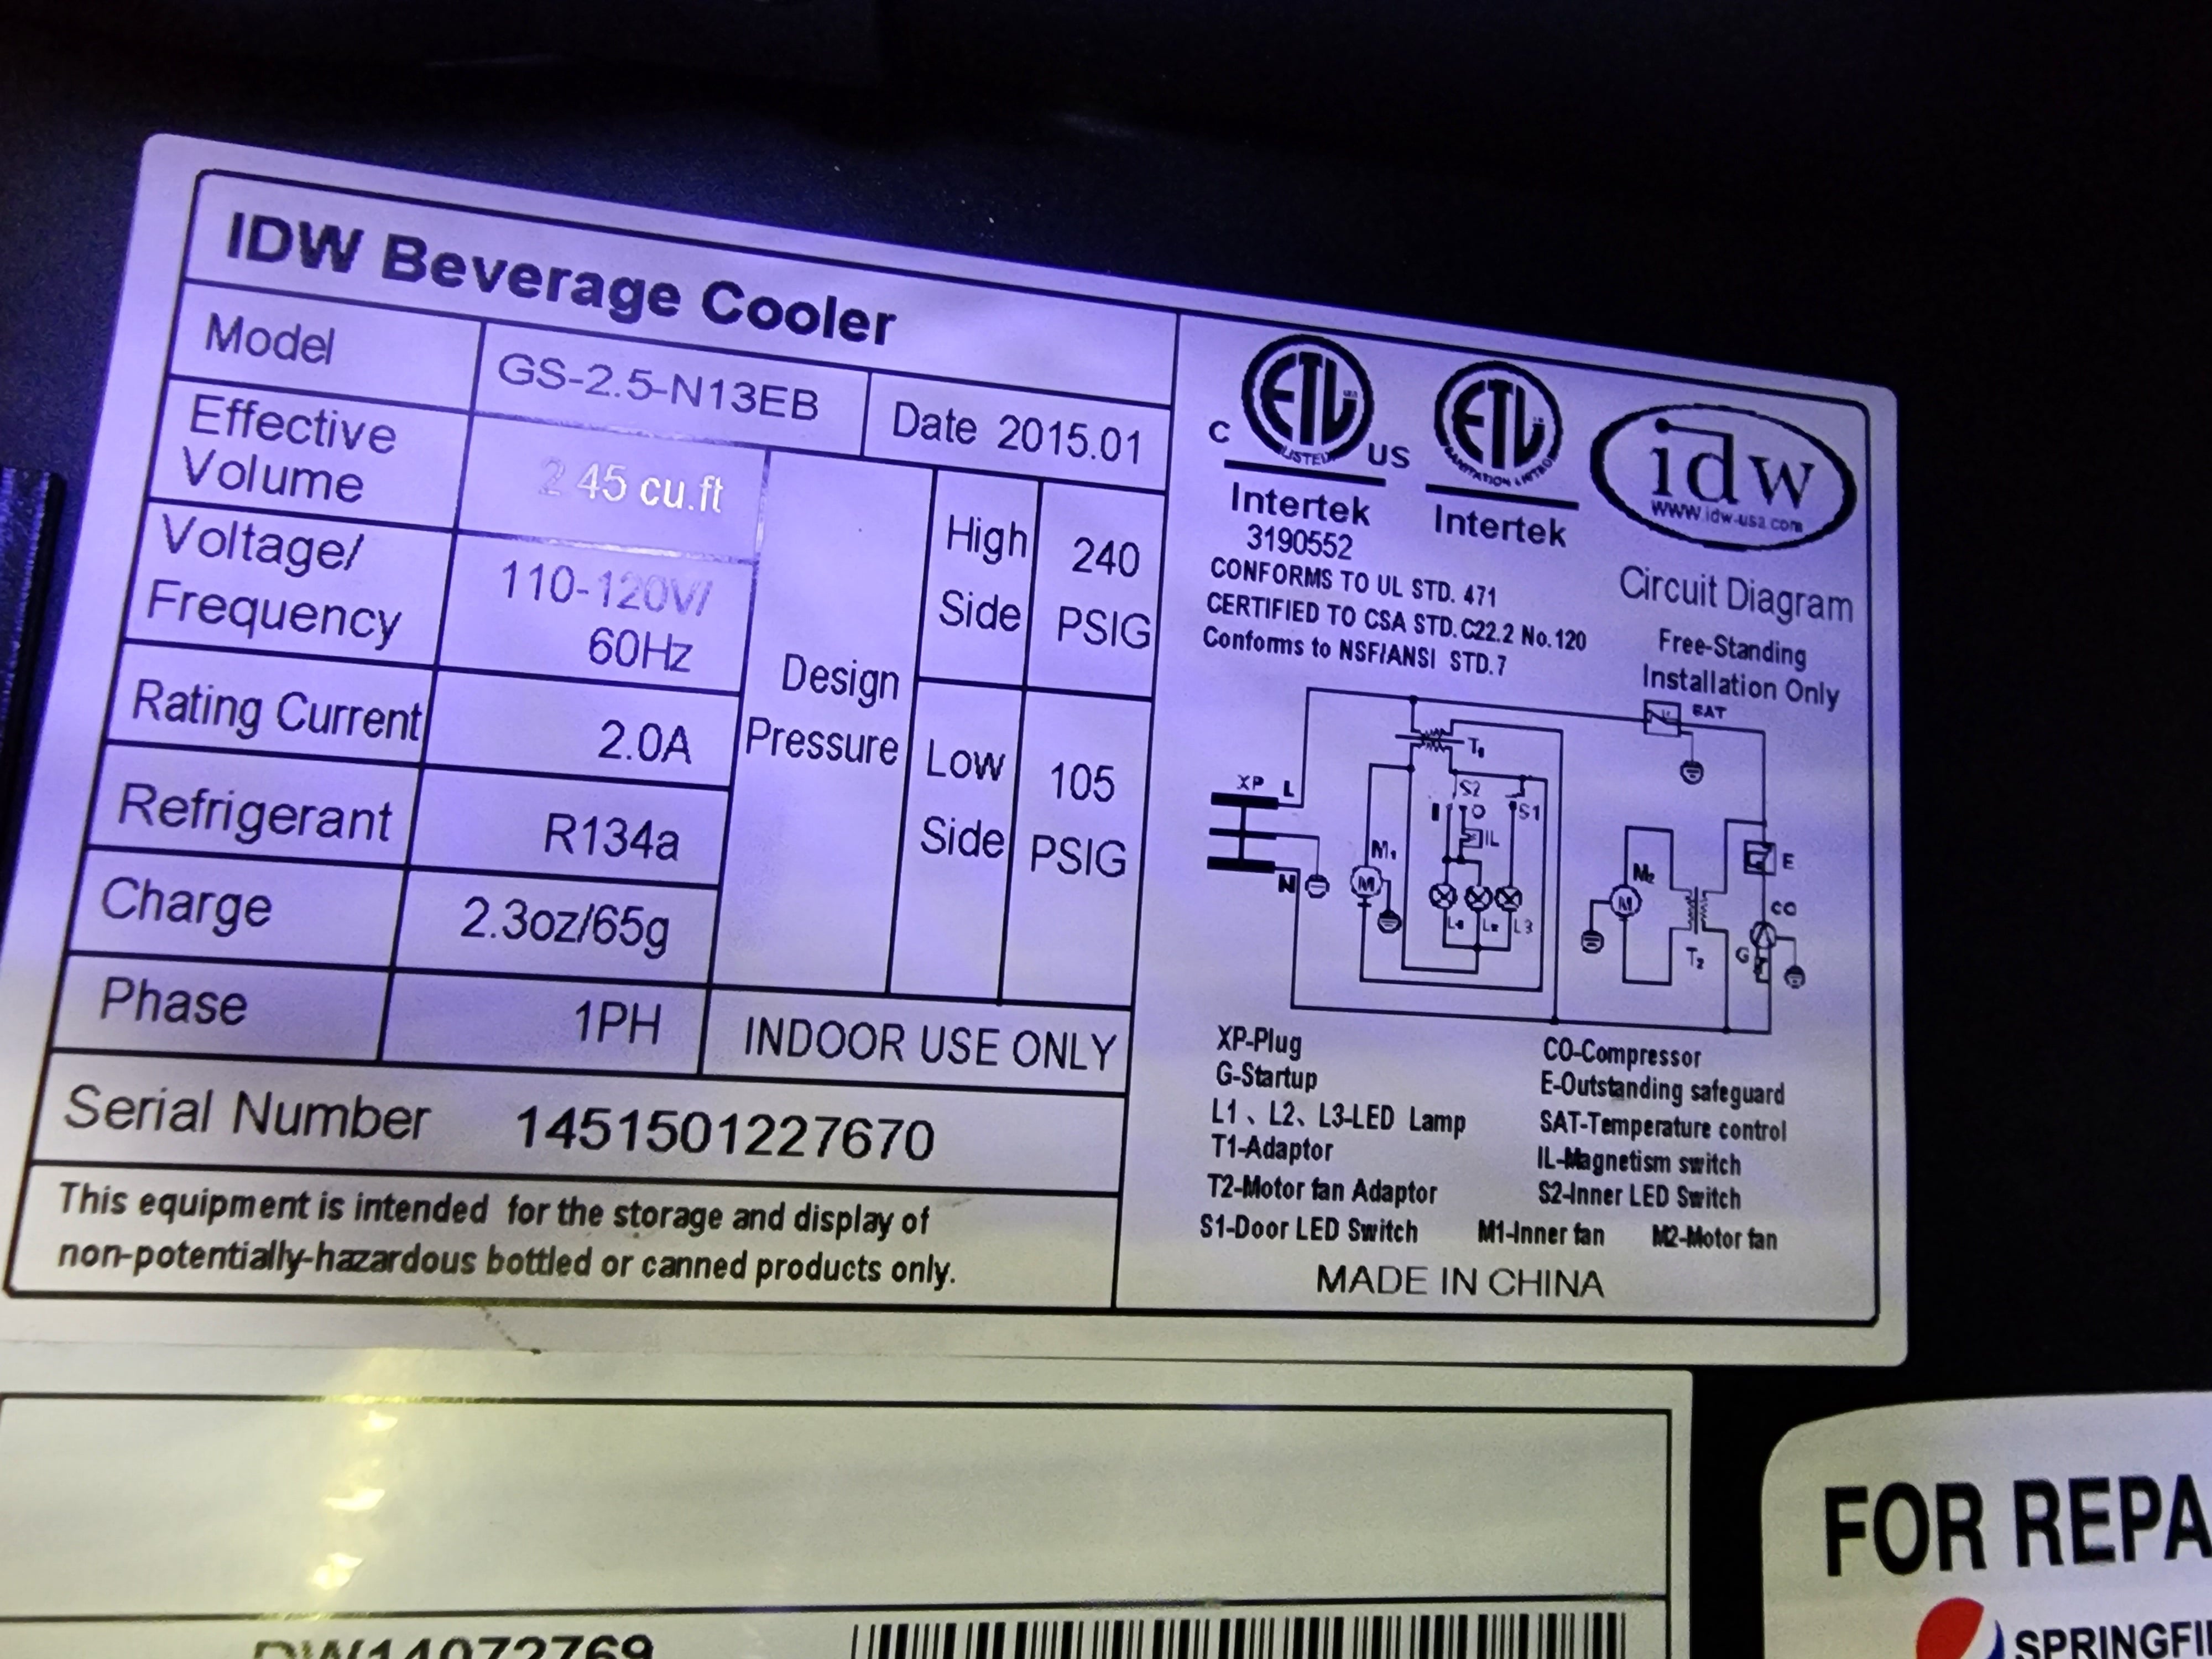 IDW Beverage Cooler
Model GS-2.5-N13EB Date 2015.01
Effective Volume 2.45 cu.ft
Voltage/ Frequency 110-120V/ 60Hz
Rating Current 2.0A
Refrigerant R134a
Charge 2.3oz/65g
Phase 1PH
Design Pressure
High Side 240 PSIG
Low Side 105 PSIG
INDOOR USE ONLY
Serial Number 1451501227670
This equipment is intended for the storage and display of
non-potentially-hazardous bottled or canned products only.
C ETL LISTED US
Intertek
3190552
ETL
Intertek
idw
www.idw-usa.com
CONFORMS TO UL STD. 471
CERTIFIED TO CSA STD.C22.2 No.120
Conforms to NSF/ANSI STD.7
Circuit Diagram
Free-Standing
Installation Only
SAT
XP L
N
T1
S2
I O
S1
IL
M1
M
L1 L2 L3
M2
M
T2
E
CO
G
XP-Plug
G-Startup
L1、L2、L3-LED Lamp
T1-Adaptor
T2-Motor fan Adaptor
S1-Door LED Switch
CO-Compressor
E-Outstanding safeguard
SAT-Temperature control
IL-Magnetism switch
S2-Inner LED Switch
M1-Inner fan
M2-Motor fan
MADE IN CHINA
FOR REPA
SPRINGFI